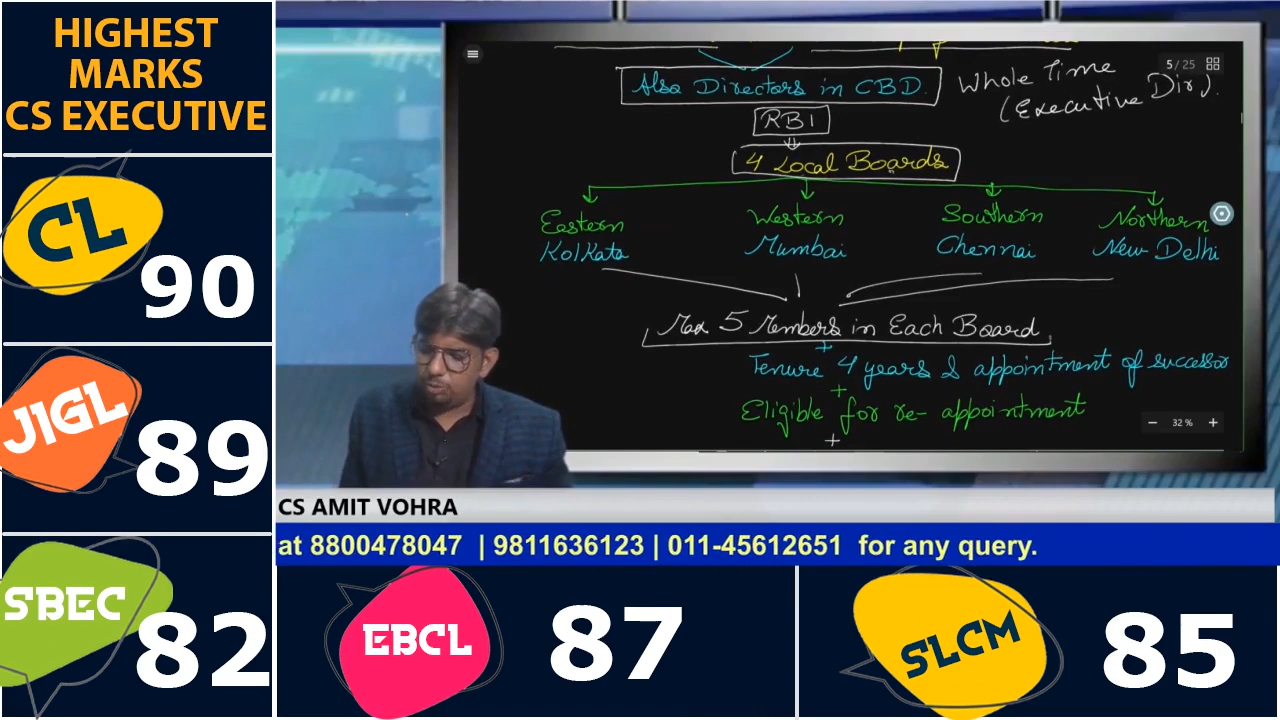 HIGHEST
MARKS
CS EXECUTIVE
CL
90
JIGL
89
SBEC
82
EBCL
87
SLCM
85
5 / 25
Also Directors in CBD.
Whole Time
(Executive Dir).
RBI
4 Local Boards
Eastern
Kolkata
Western
Mumbai
Southern
Chennai
Northern
New Delhi
Max 5 Members in Each Board
+
Tenure 4 years & appointment of successor
+
Eligible for re-appointment
+
− 32 % +
CS AMIT VOHRA
at 8800478047 | 9811636123 | 011-45612651 for any query.